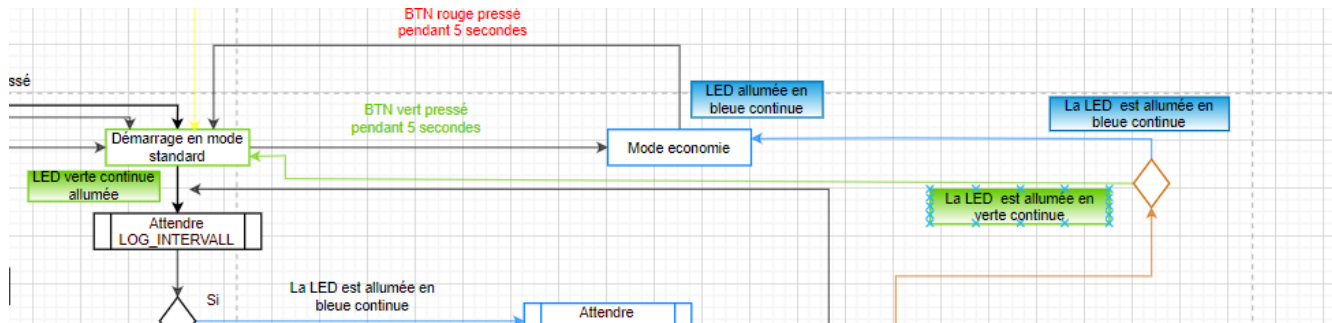 BTN rouge pressé
pendant 5 secondes
ssé
LED allumée en
bleue continue
La LED  est allumée en
bleue continue
BTN vert pressé
pendant 5 secondes
Démarrage en mode
standard
Mode economie
LED verte continue
allumée
La LED  est allumée en
verte continue
Attendre
LOG_INTERVALL
Si
La LED est allumée en
bleue continue
Attendre